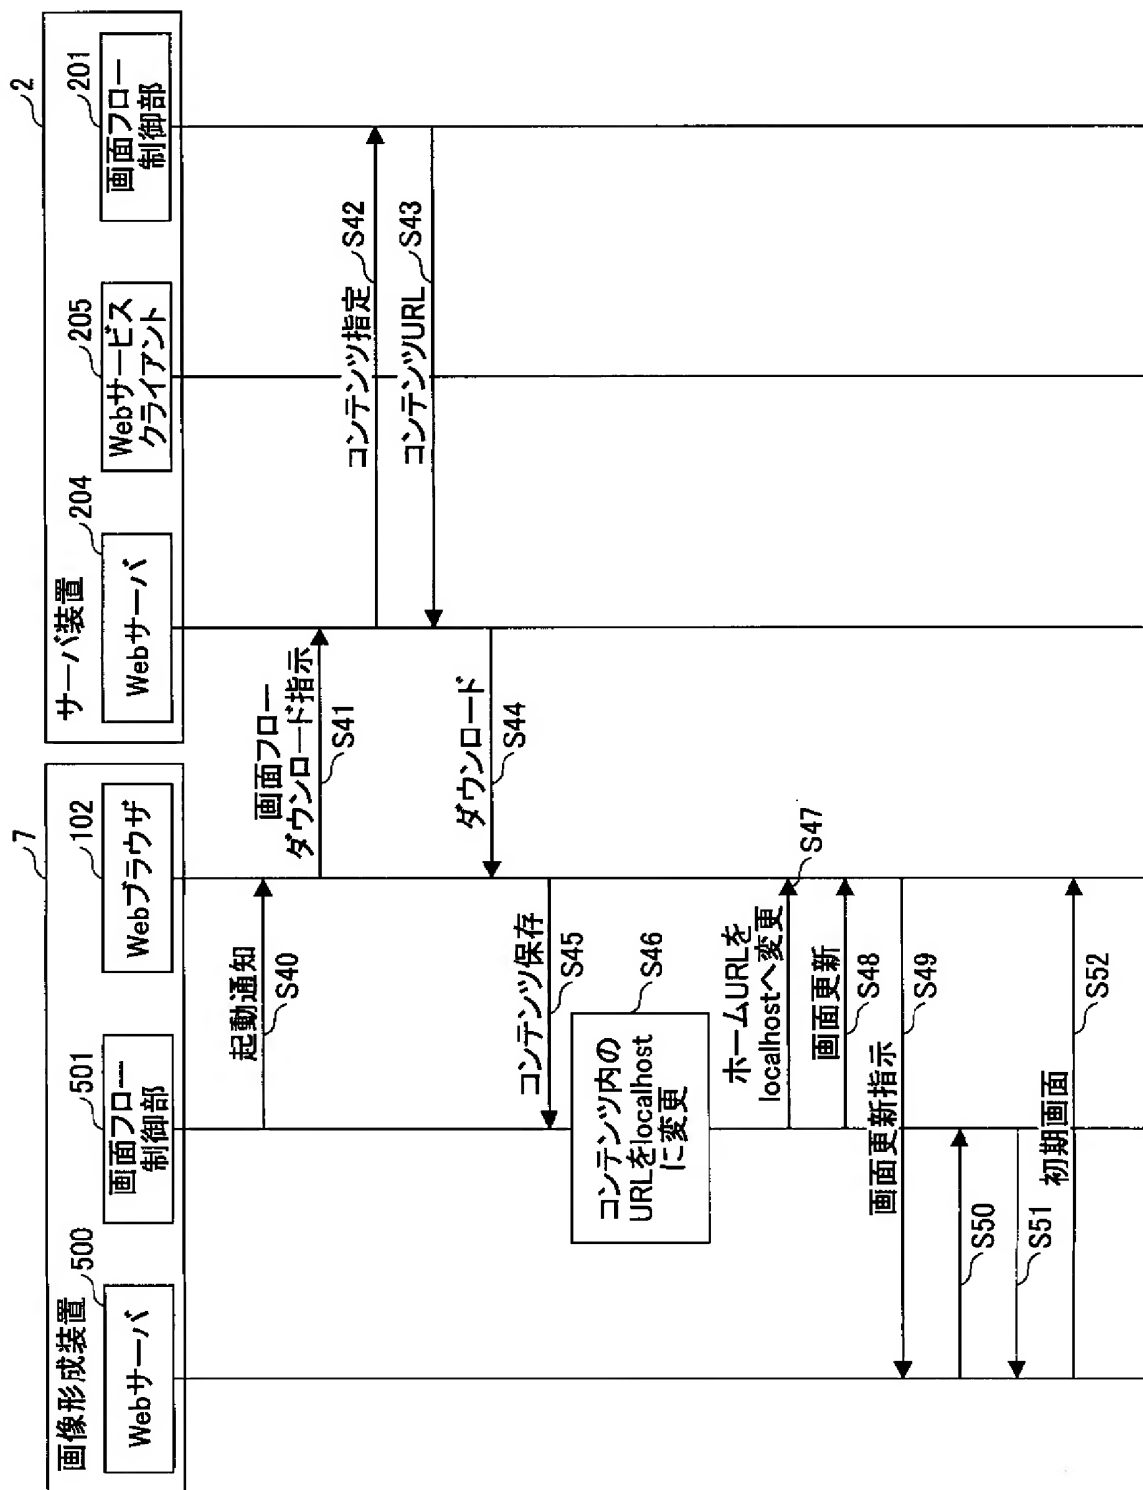 画像形成装置
7
500
Webサーバ
501
画面フロー
制御部
102
Webブラウザ
サーバ装置
2
204
Webサーバ
205
Webサービス
クライアント
201
画面フロー
制御部
起動通知
S40
画面フロー
ダウンロード指示
S41
コンテンツ指定
S42
コンテンツURL
S43
ダウンロード
S44
コンテンツ保存
S45
コンテンツ内の
URLをlocalhost
に変更
S46
ホームURLを
localhostへ変更
S47
画面更新
S48
画面更新指示
S49
S50
S51
初期画面
S52